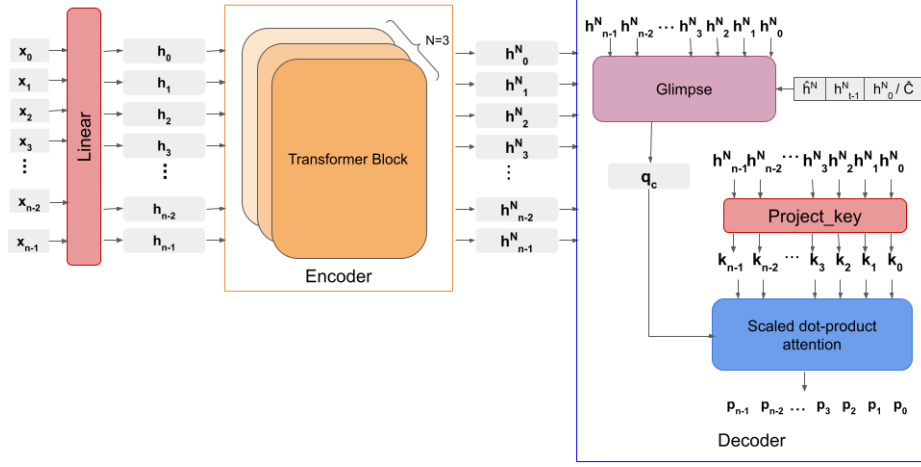 x₀
x₁
x₂
x₃
⋮
xₙ₋₂
xₙ₋₁
Linear
h₀
h₁
h₂
h₃
⋮
hₙ₋₂
hₙ₋₁
N=3
Transformer Block
Encoder
hᴺ₀
hᴺ₁
hᴺ₂
hᴺ₃
⋮
hᴺₙ₋₂
hᴺₙ₋₁
hᴺₙ₋₁ hᴺₙ₋₂ ··· hᴺ₃ hᴺ₂ hᴺ₁ hᴺ₀
Glimpse
ĥᴺ hᴺₜ₋₁ hᴺ₀ / Ĉ
q_c
hᴺₙ₋₁ hᴺₙ₋₂ ··· hᴺ₃ hᴺ₂ hᴺ₁ hᴺ₀
Project_key
kₙ₋₁ kₙ₋₂ ··· k₃ k₂ k₁ k₀
Scaled dot-product
attention
pₙ₋₁ pₙ₋₂ ... p₃ p₂ p₁ p₀
Decoder